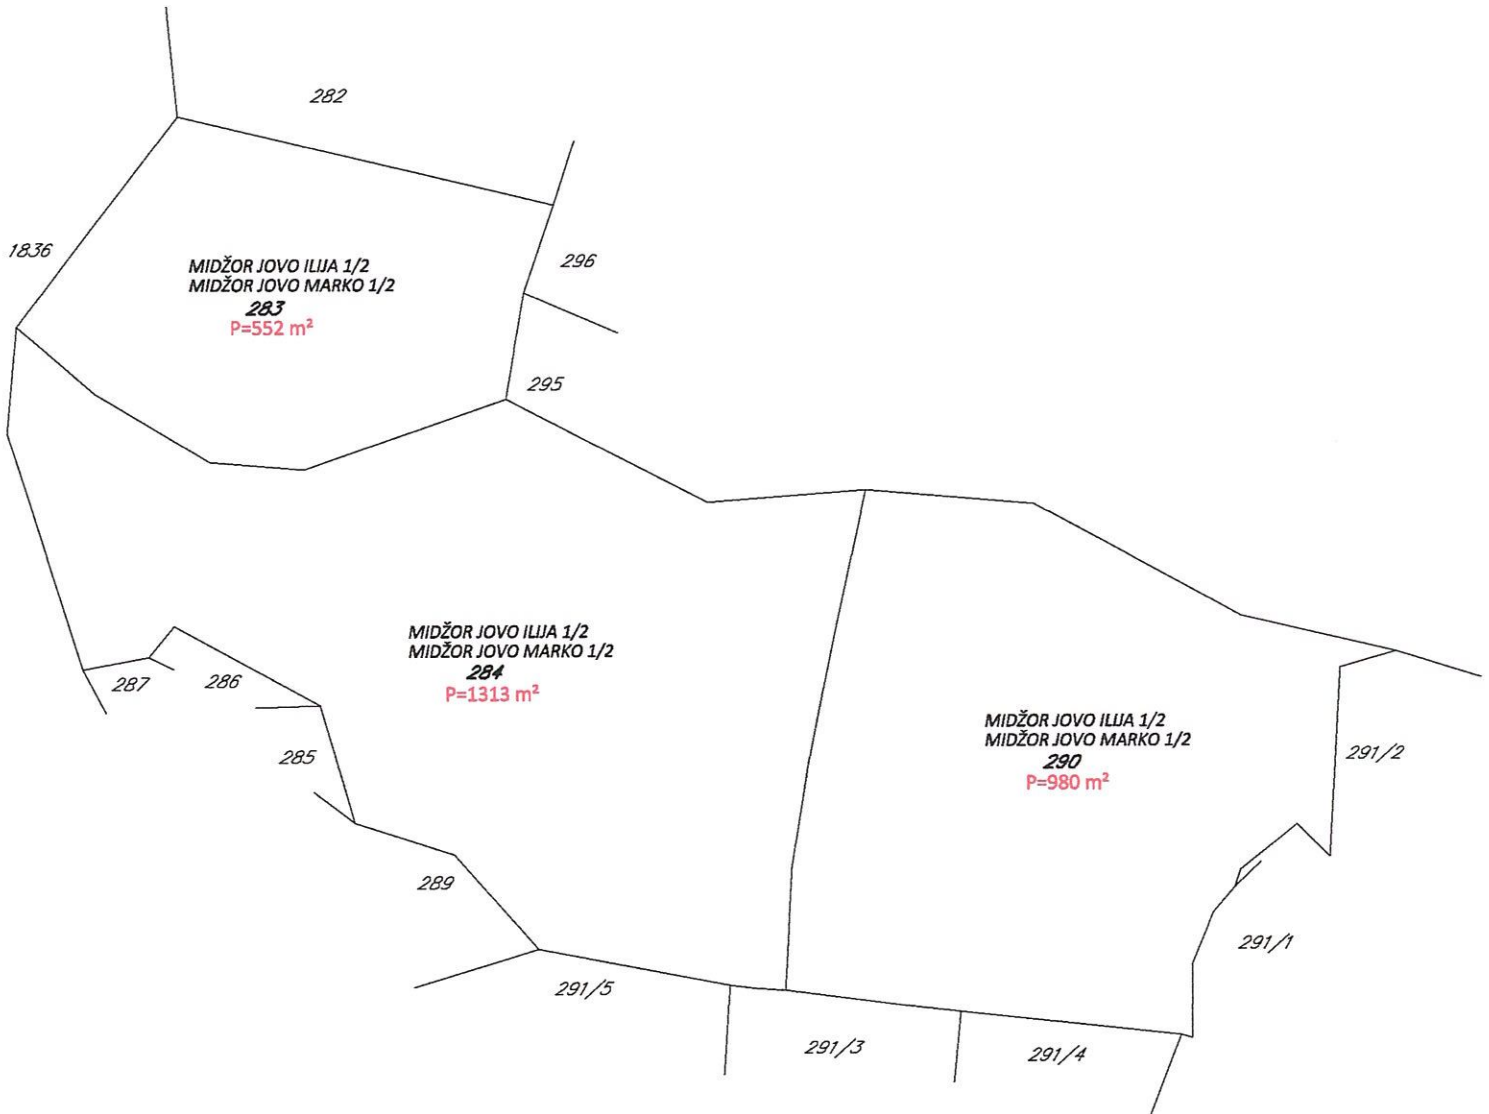 282
1836
MIDŽOR JOVO ILIJA 1/2
MIDŽOR JOVO MARKO 1/2
283
P=552 m²
296
295
MIDŽOR JOVO ILIJA 1/2
MIDŽOR JOVO MARKO 1/2
284
P=1313 m²
287
286
285
MIDŽOR JOVO ILIJA 1/2
MIDŽOR JOVO MARKO 1/2
290
P=980 m²
291/2
289
291/1
291/5
291/3
291/4